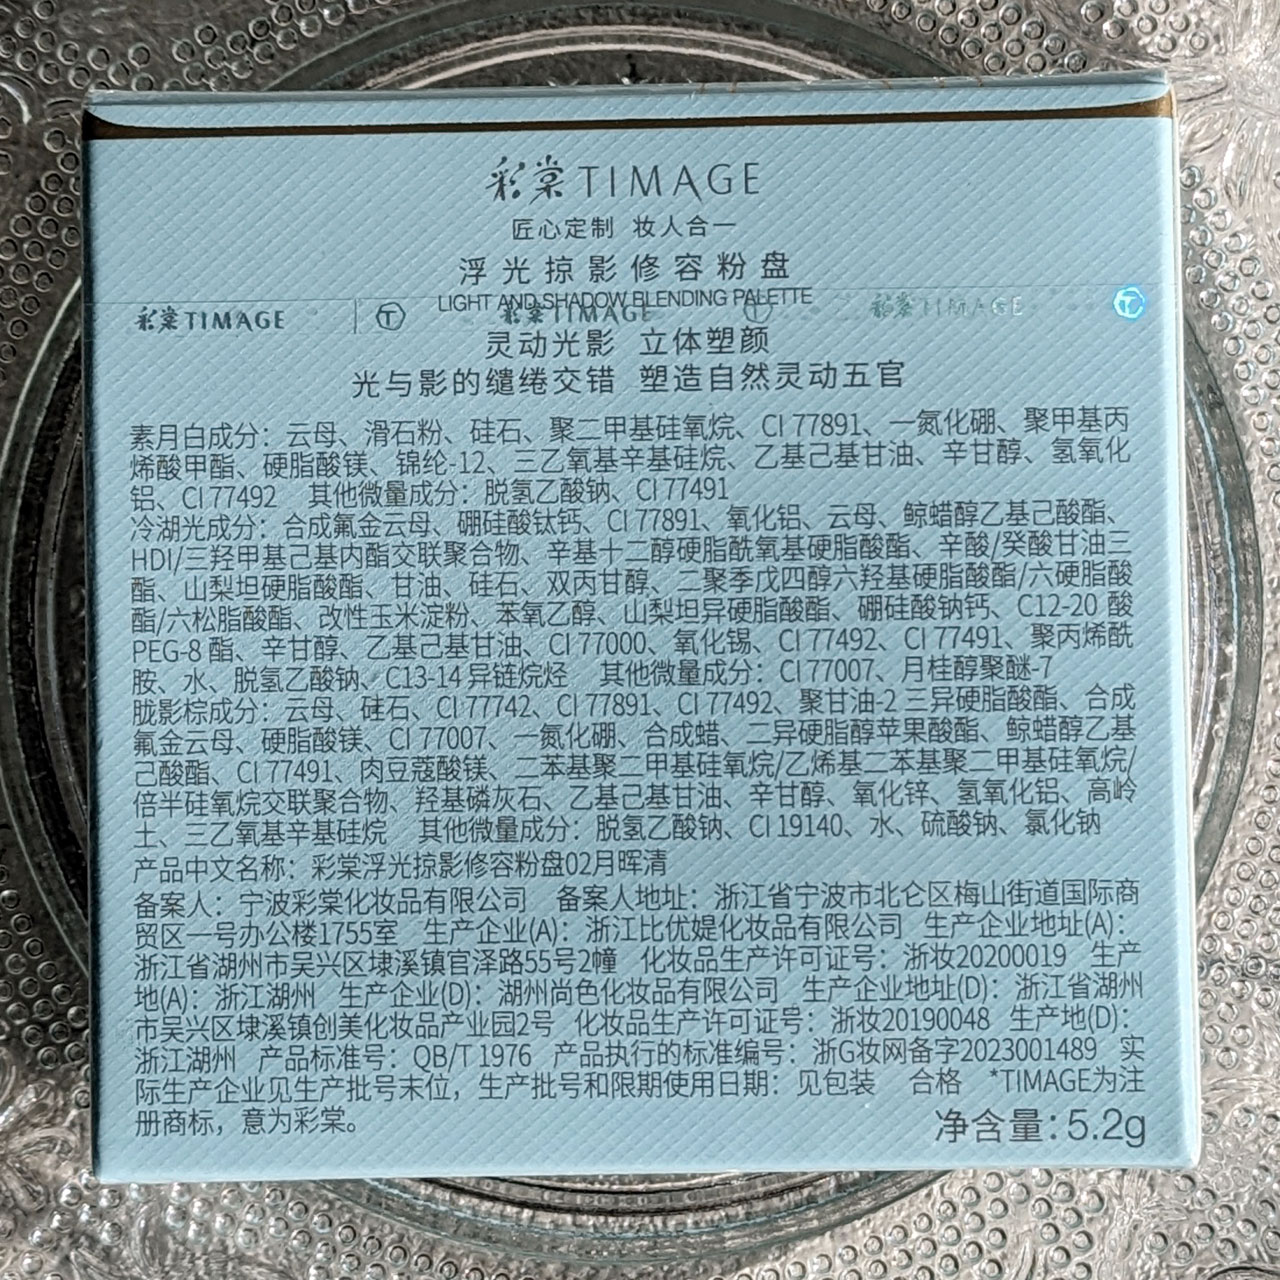 彩棠TIMAGE
匠心定制 妆人合一
浮光掠影修容粉盘
LIGHT AND SHADOW BLENDING PALETTE
彩棠TIMAGE T 彩棠TIMAGE T 彩棠TIMAGE T
灵动光影 立体塑颜
光与影的缱绻交错 塑造自然灵动五官
素月白成分：云母、滑石粉、硅石、聚二甲基硅氧烷、CI 77891、一氮化硼、聚甲基丙
烯酸甲酯、硬脂酸镁、锦纶-12、三乙氧基辛基硅烷、乙基己基甘油、辛甘醇、氢氧化
铝、CI 77492 其他微量成分：脱氢乙酸钠、CI 77491
冷湖光成分：合成氟金云母、硼硅酸钛钙、CI 77891、氧化铝、云母、鲸蜡醇乙基己酸酯、
HDI/三羟甲基己基内酯交联聚合物、辛基十二醇硬脂酰氧基硬脂酸酯、辛酸/癸酸甘油三
酯、山梨坦硬脂酸酯、甘油、硅石、双丙甘醇、二聚季戊四醇六羟基硬脂酸酯/六硬脂酸
酯/六松脂酸酯、改性玉米淀粉、苯氧乙醇、山梨坦异硬脂酸酯、硼硅酸钠钙、C12-20 酸
PEG-8 酯、辛甘醇、乙基己基甘油、CI 77000、氧化锡、CI 77492、CI 77491、聚丙烯酰
胺、水、脱氢乙酸钠、C13-14 异链烷烃 其他微量成分：CI 77007、月桂醇聚醚-7
胧影棕成分：云母、硅石、CI 77742、CI 77891、CI 77492、聚甘油-2 三异硬脂酸酯、合成
氟金云母、硬脂酸镁、CI 77007、一氮化硼、合成蜡、二异硬脂醇苹果酸酯、鲸蜡醇乙基
己酸酯、CI 77491、肉豆蔻酸镁、二苯基聚二甲基硅氧烷/乙烯基二苯基聚二甲基硅氧烷/
倍半硅氧烷交联聚合物、羟基磷灰石、乙基己基甘油、辛甘醇、氧化锌、氢氧化铝、高岭
土、三乙氧基辛基硅烷 其他微量成分：脱氢乙酸钠、CI 19140、水、硫酸钠、氯化钠
产品中文名称：彩棠浮光掠影修容粉盘02月晖清
备案人：宁波彩棠化妆品有限公司 备案人地址：浙江省宁波市北仑区梅山街道国际商
贸区一号办公楼1755室 生产企业(A)：浙江比优媞化妆品有限公司 生产企业地址(A)：
浙江省湖州市吴兴区埭溪镇官泽路55号2幢 化妆品生产许可证号：浙妆20200019 生产
地(A)：浙江湖州 生产企业(D)：湖州尚色化妆品有限公司 生产企业地址(D)：浙江省湖州
市吴兴区埭溪镇创美化妆品产业园2号 化妆品生产许可证号：浙妆20190048 生产地(D)：
浙江湖州 产品标准号：QB/T 1976 产品执行的标准编号：浙G妆网备字2023001489 实
际生产企业见生产批号末位，生产批号和限期使用日期：见包装 合格 *TIMAGE为注
册商标，意为彩棠。
净含量：5.2g